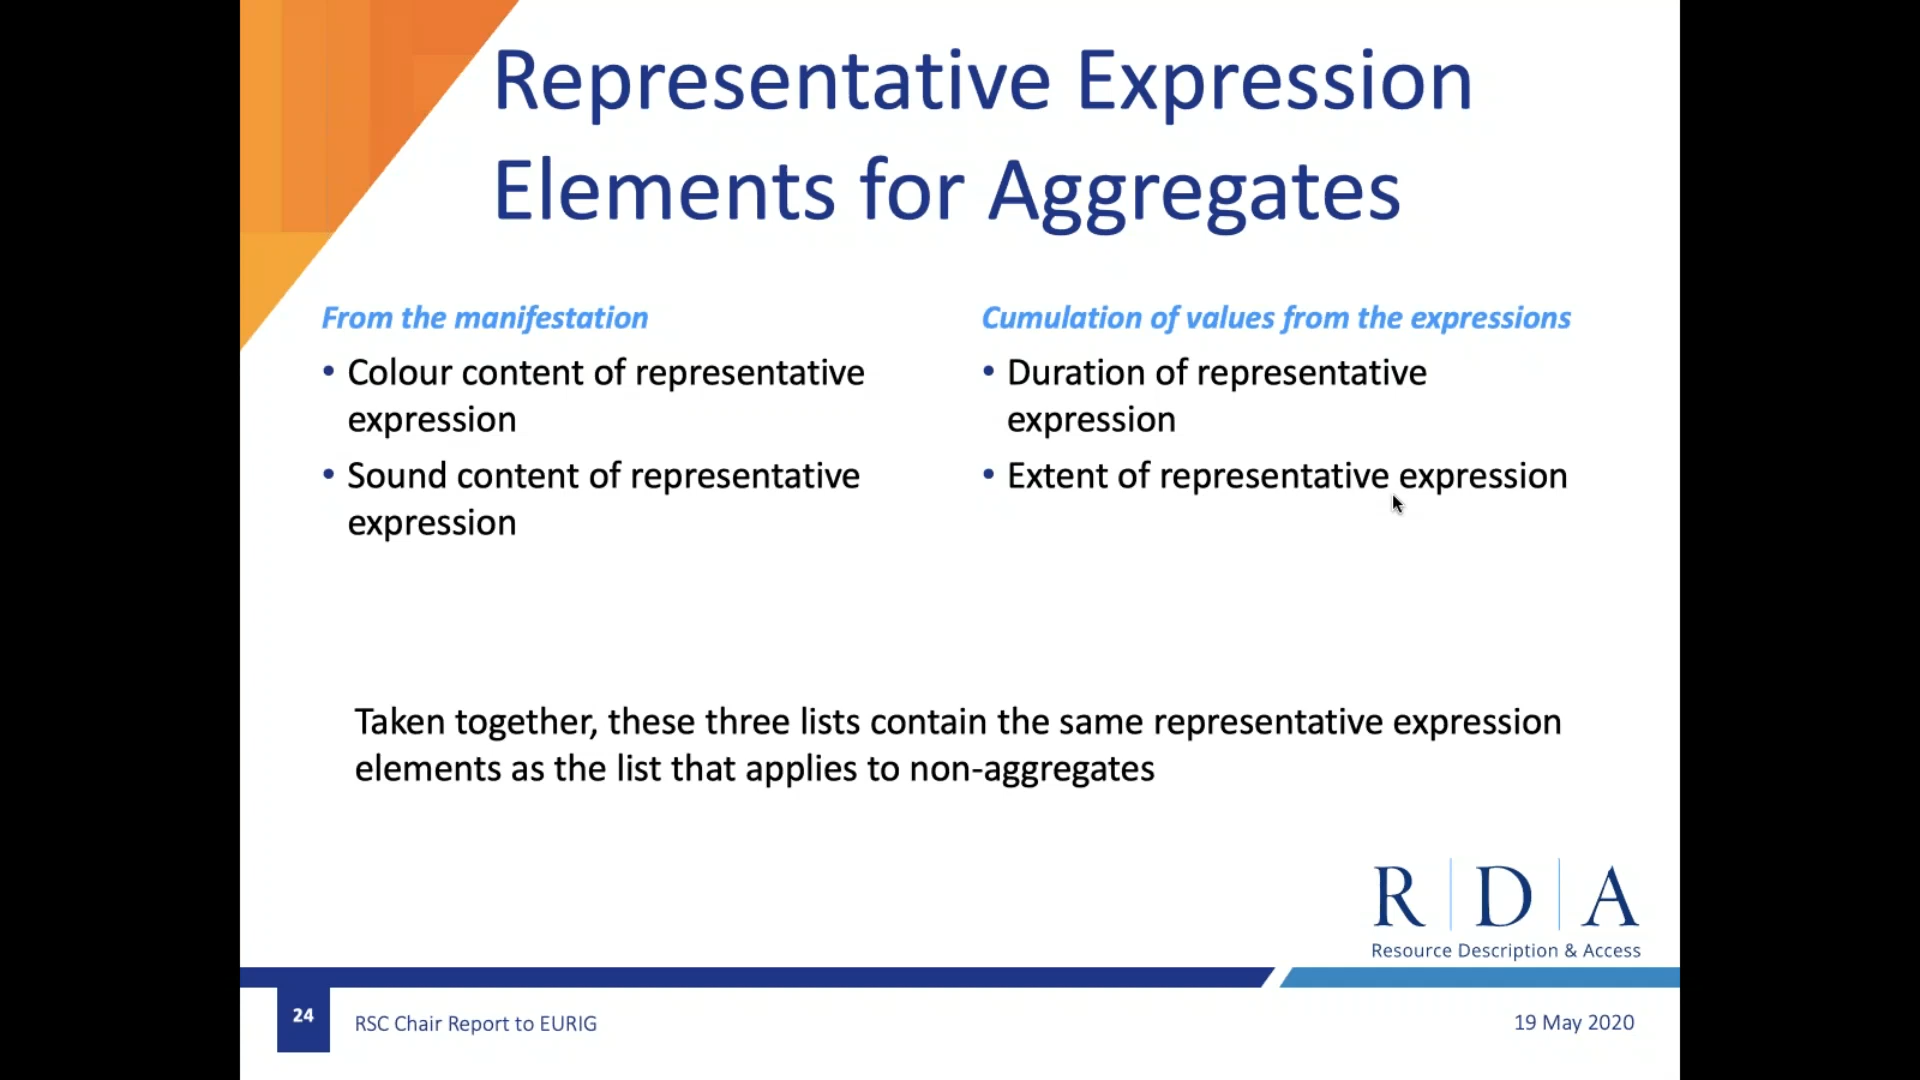 Representative Expression
Elements for Aggregates
From the manifestation
• Colour content of representative
expression
• Sound content of representative
expression
Cumulation of values from the expressions
• Duration of representative
expression
• Extent of representative expression
Taken together, these three lists contain the same representative expression
elements as the list that applies to non-aggregates
R D A
Resource Description & Access
24
RSC Chair Report to EURIG
19 May 2020